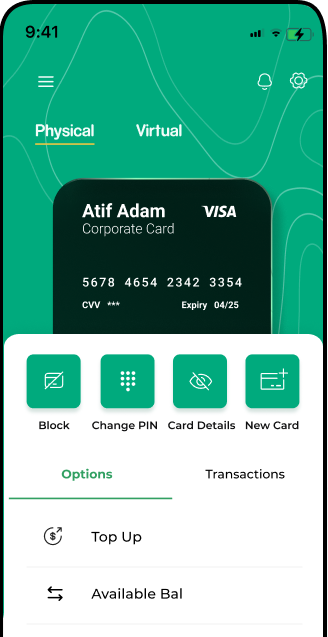 9:41
Physical Virtual
Atif Adam VISA
Corporate Card
5678 4654 2342 3354
CVV *** Expiry 04/25
Block Change PIN Card Details New Card
Options Transactions
Top Up
Available Bal